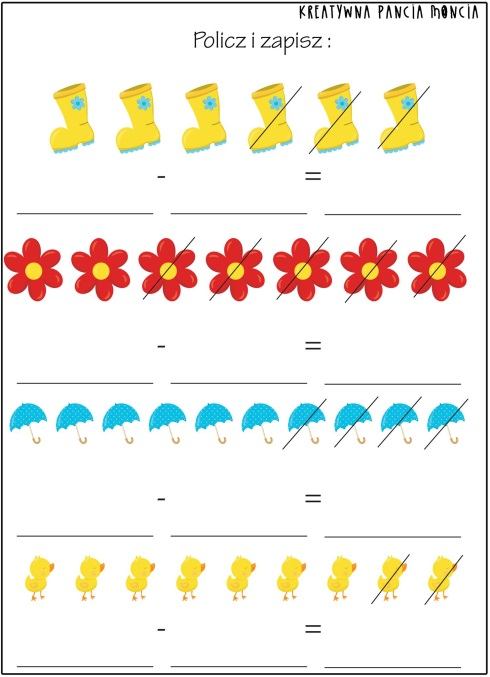 KREATYWNA PANCIA MONCIA
Policz i zapisz :
- =
- =
- =
- =